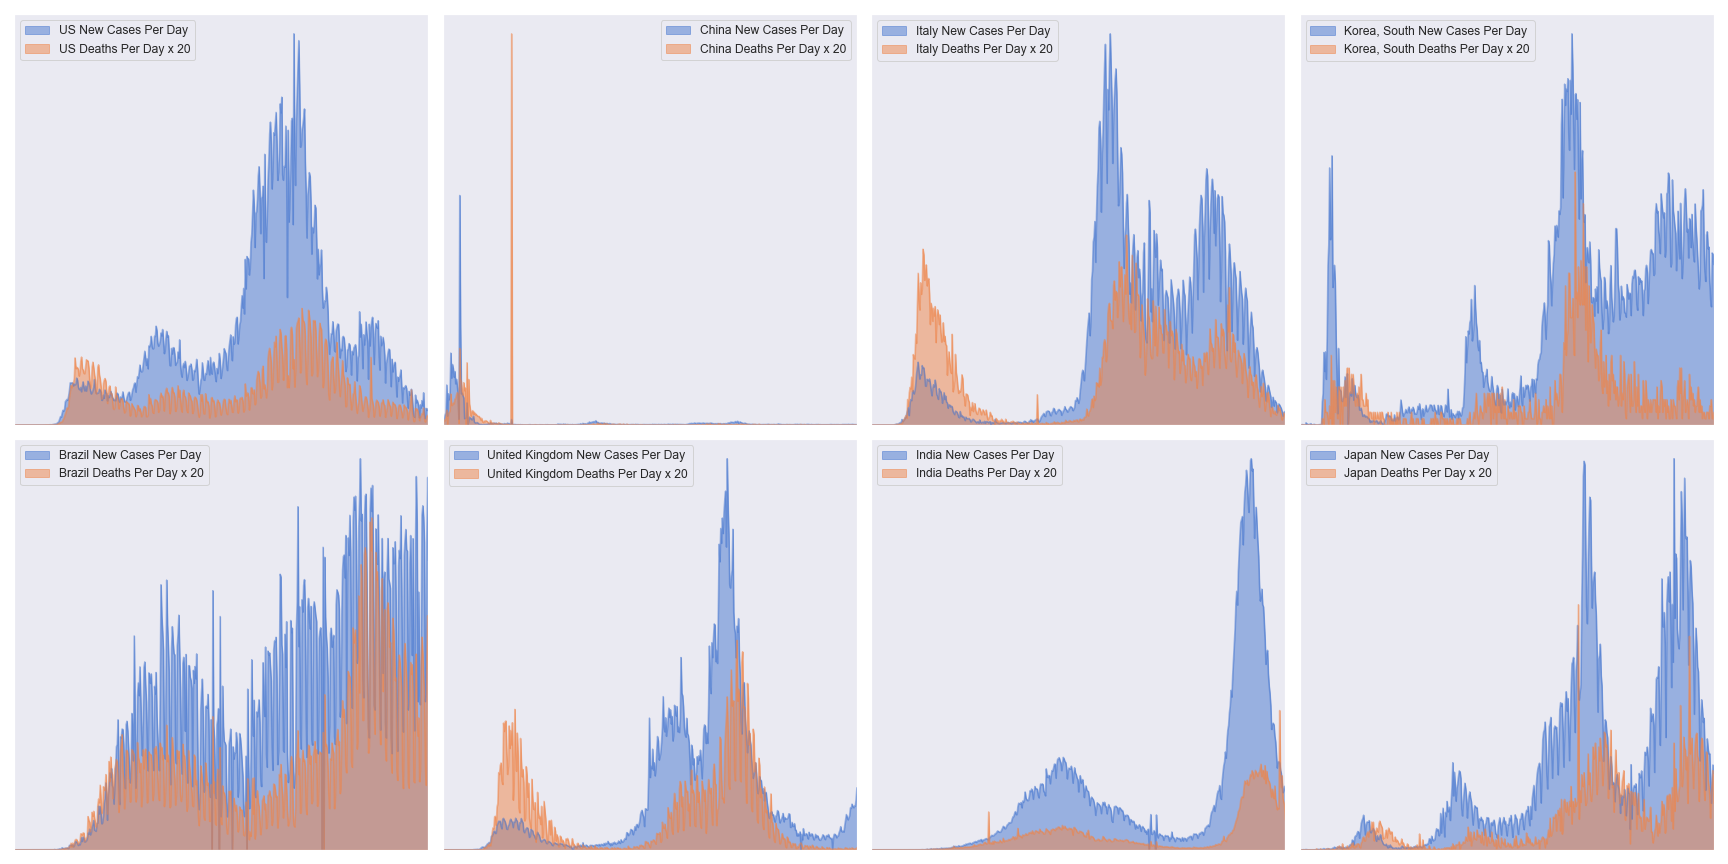 US New Cases Per Day
US Deaths Per Day x 20
China New Cases Per Day
China Deaths Per Day x 20
Italy New Cases Per Day
Italy Deaths Per Day x 20
Korea, South New Cases Per Day
Korea, South Deaths Per Day x 20
Brazil New Cases Per Day
Brazil Deaths Per Day x 20
United Kingdom New Cases Per Day
United Kingdom Deaths Per Day x 20
India New Cases Per Day
India Deaths Per Day x 20
Japan New Cases Per Day
Japan Deaths Per Day x 20